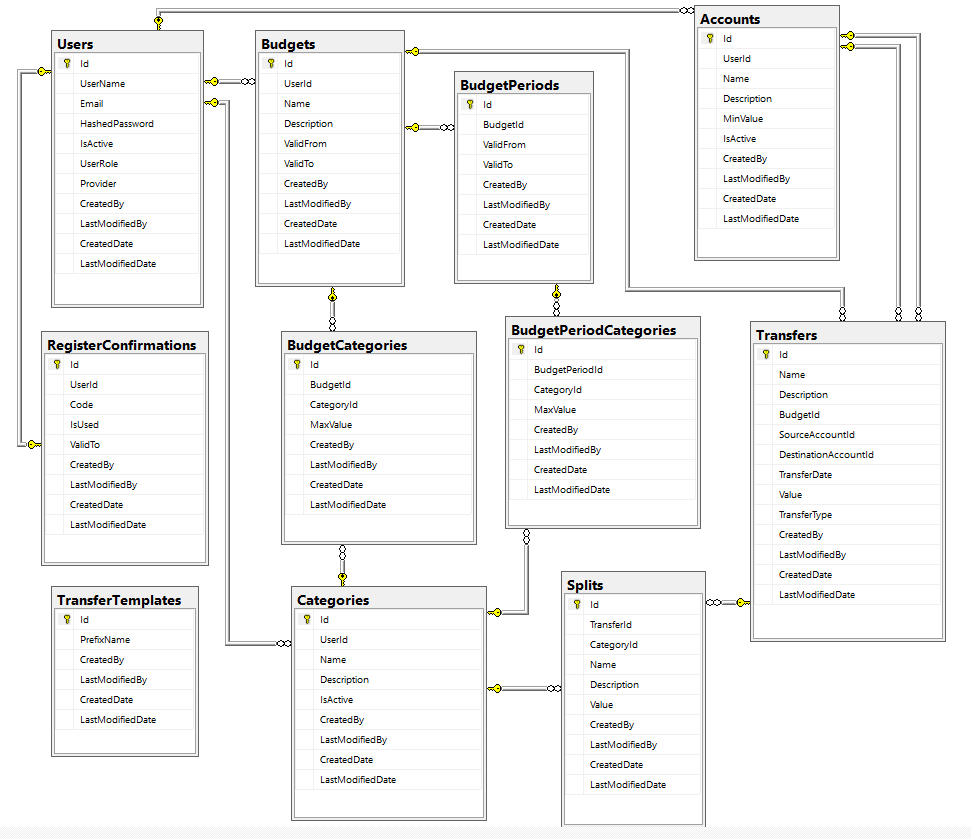 Users
Id
UserName
Email
HashedPassword
IsActive
UserRole
Provider
CreatedBy
LastModifiedBy
CreatedDate
LastModifiedDate
Budgets
Id
UserId
Name
Description
ValidFrom
ValidTo
CreatedBy
LastModifiedBy
CreatedDate
LastModifiedDate
BudgetPeriods
Id
BudgetId
ValidFrom
ValidTo
CreatedBy
LastModifiedBy
CreatedDate
LastModifiedDate
Accounts
Id
UserId
Name
Description
MinValue
IsActive
CreatedBy
LastModifiedBy
CreatedDate
LastModifiedDate
RegisterConfirmations
Id
UserId
Code
IsUsed
ValidTo
CreatedBy
LastModifiedBy
CreatedDate
LastModifiedDate
BudgetCategories
Id
BudgetId
CategoryId
MaxValue
CreatedBy
LastModifiedBy
CreatedDate
LastModifiedDate
BudgetPeriodCategories
Id
BudgetPeriodId
CategoryId
MaxValue
CreatedBy
LastModifiedBy
CreatedDate
LastModifiedDate
Transfers
Id
Name
Description
BudgetId
SourceAccountId
DestinationAccountId
TransferDate
Value
TransferType
CreatedBy
LastModifiedBy
CreatedDate
LastModifiedDate
TransferTemplates
Id
PrefixName
CreatedBy
LastModifiedBy
CreatedDate
LastModifiedDate
Categories
Id
UserId
Name
Description
IsActive
CreatedBy
LastModifiedBy
CreatedDate
LastModifiedDate
Splits
Id
TransferId
CategoryId
Name
Description
Value
CreatedBy
LastModifiedBy
CreatedDate
LastModifiedDate